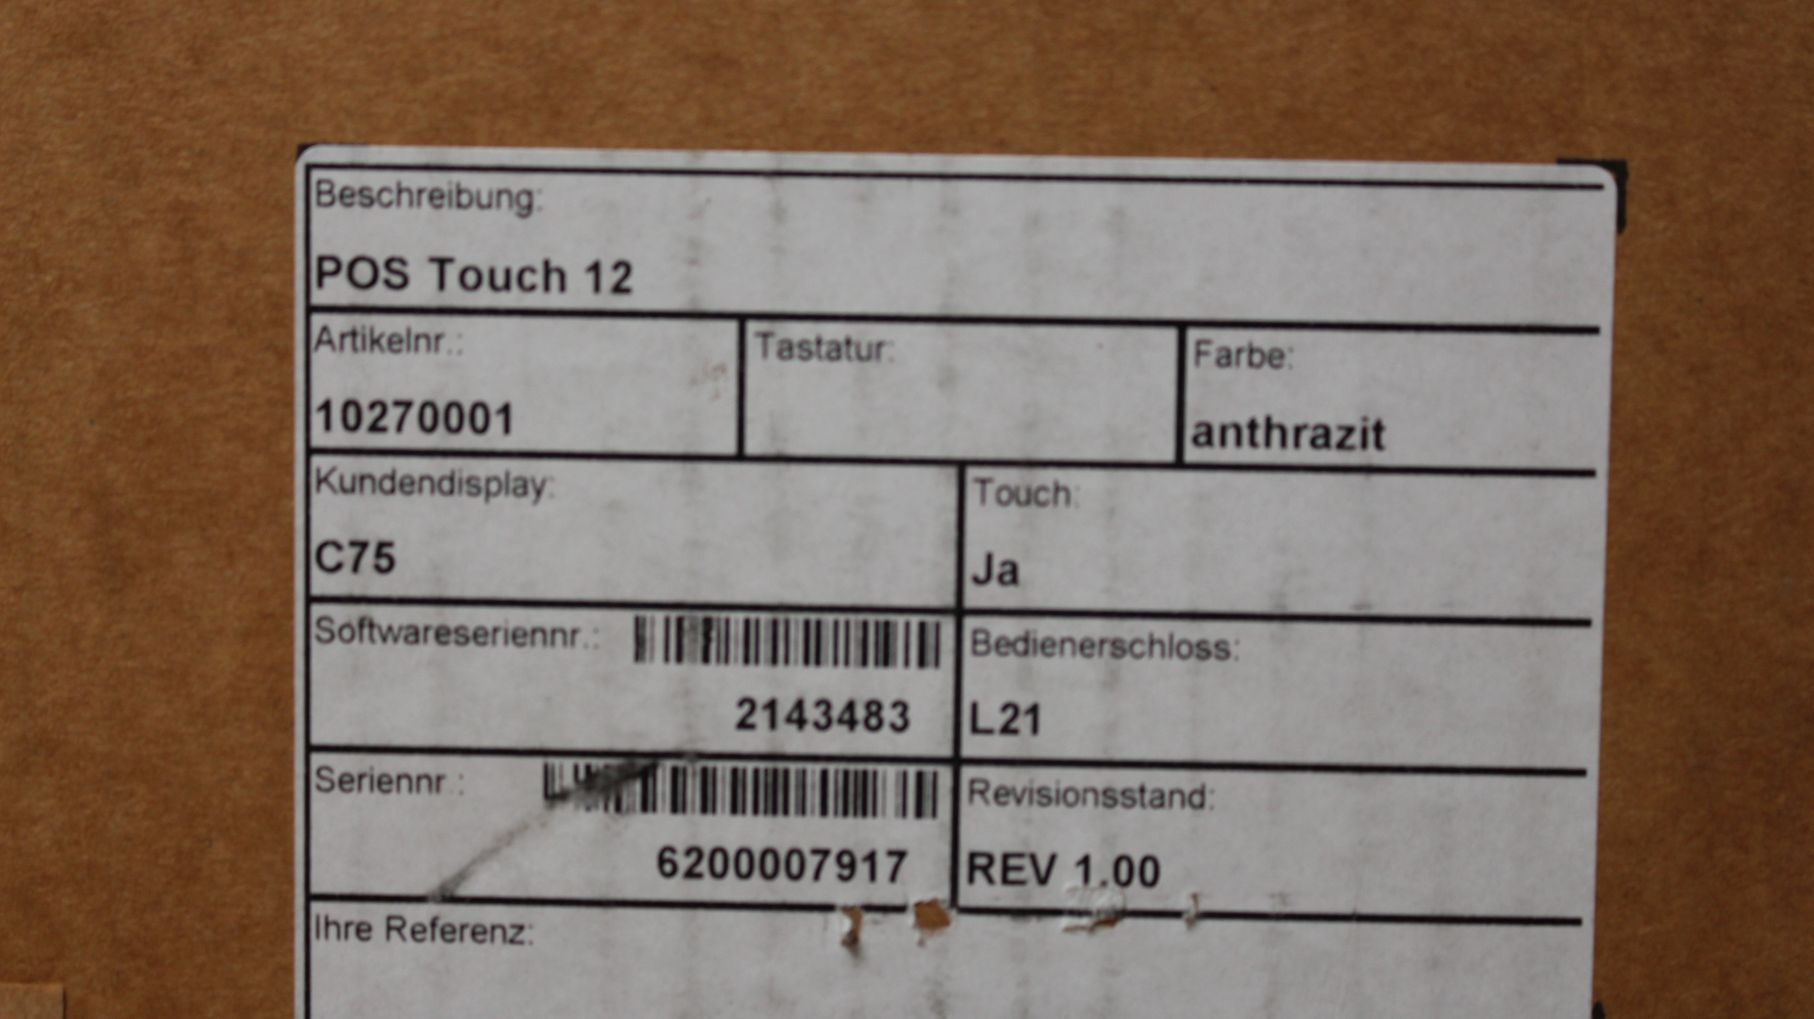 Beschreibung:
POS Touch 12
Artikelnr.:
10270001
Tastatur:
Farbe:
anthrazit
Kundendisplay:
C75
Touch:
Ja
Softwareseriennr.:
2143483
Bedienerschloss:
L21
Seriennr.:
6200007917
Revisionsstand:
REV 1.00
Ihre Referenz: